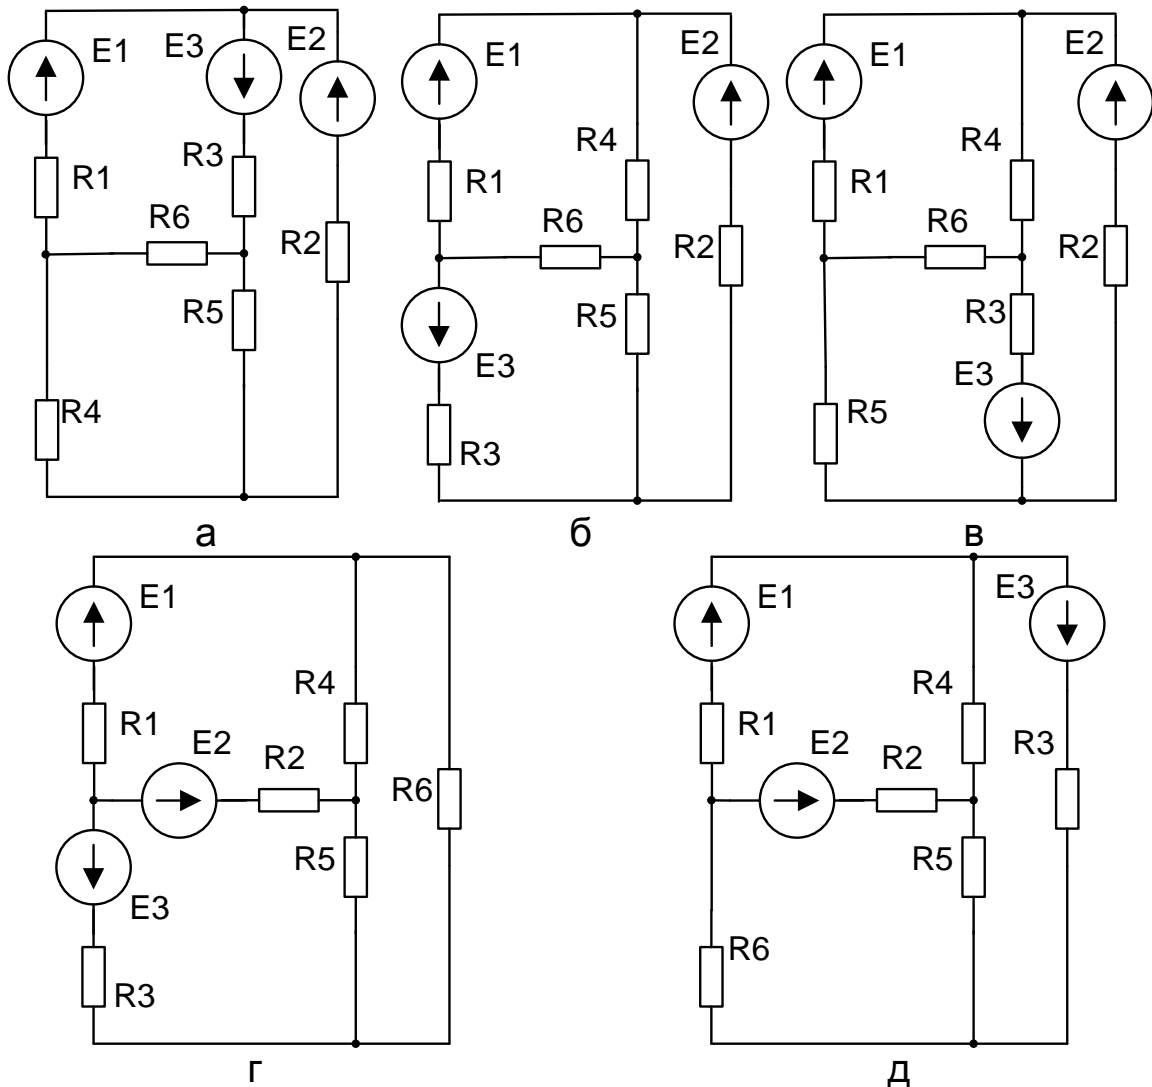 E1 E3 E2
R1 R3 R6 R2
R5
R4
а
E1 E2
R4
R1 R6 R2
R5
E3
R3
б
E1 E2
R4
R1 R6 R2
R3
E3
R5
в
E1
R4
R1 E2 R2 R6
R5
E3
R3
г
E1 E3
R4
R1 E2 R2 R3
R5
R6
д